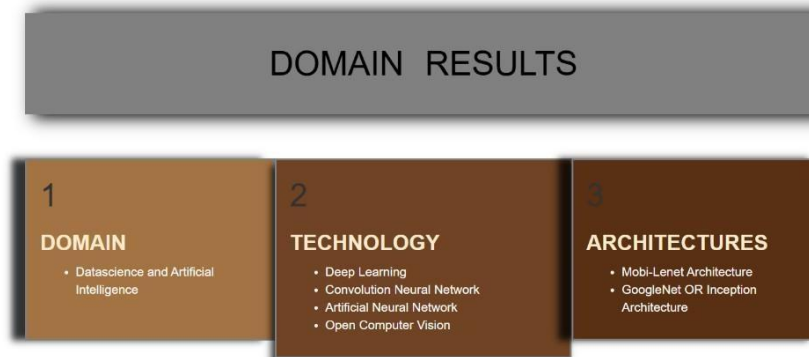 DOMAIN RESULTS
1
DOMAIN
• Datascience and Artificial
Intelligence
2
TECHNOLOGY
• Deep Learning
• Convolution Neural Network
• Artificial Neural Network
• Open Computer Vision
3
ARCHITECTURES
• Mobi-Lenet Architecture
• GoogleNet OR Inception
Architecture